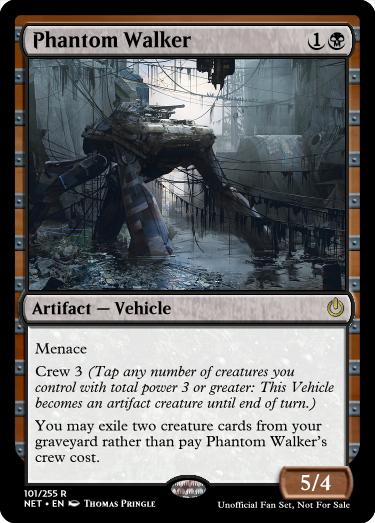 Phantom Walker 1
Artifact — Vehicle
Menace
Crew 3 (Tap any number of creatures you
control with total power 3 or greater: This Vehicle
becomes an artifact creature until end of turn.)
You may exile two creature cards from your
graveyard rather than pay Phantom Walker's
crew cost.
5/4
101/255 R
NET • EN Thomas Pringle
Unofficial Fan Set, Not For Sale